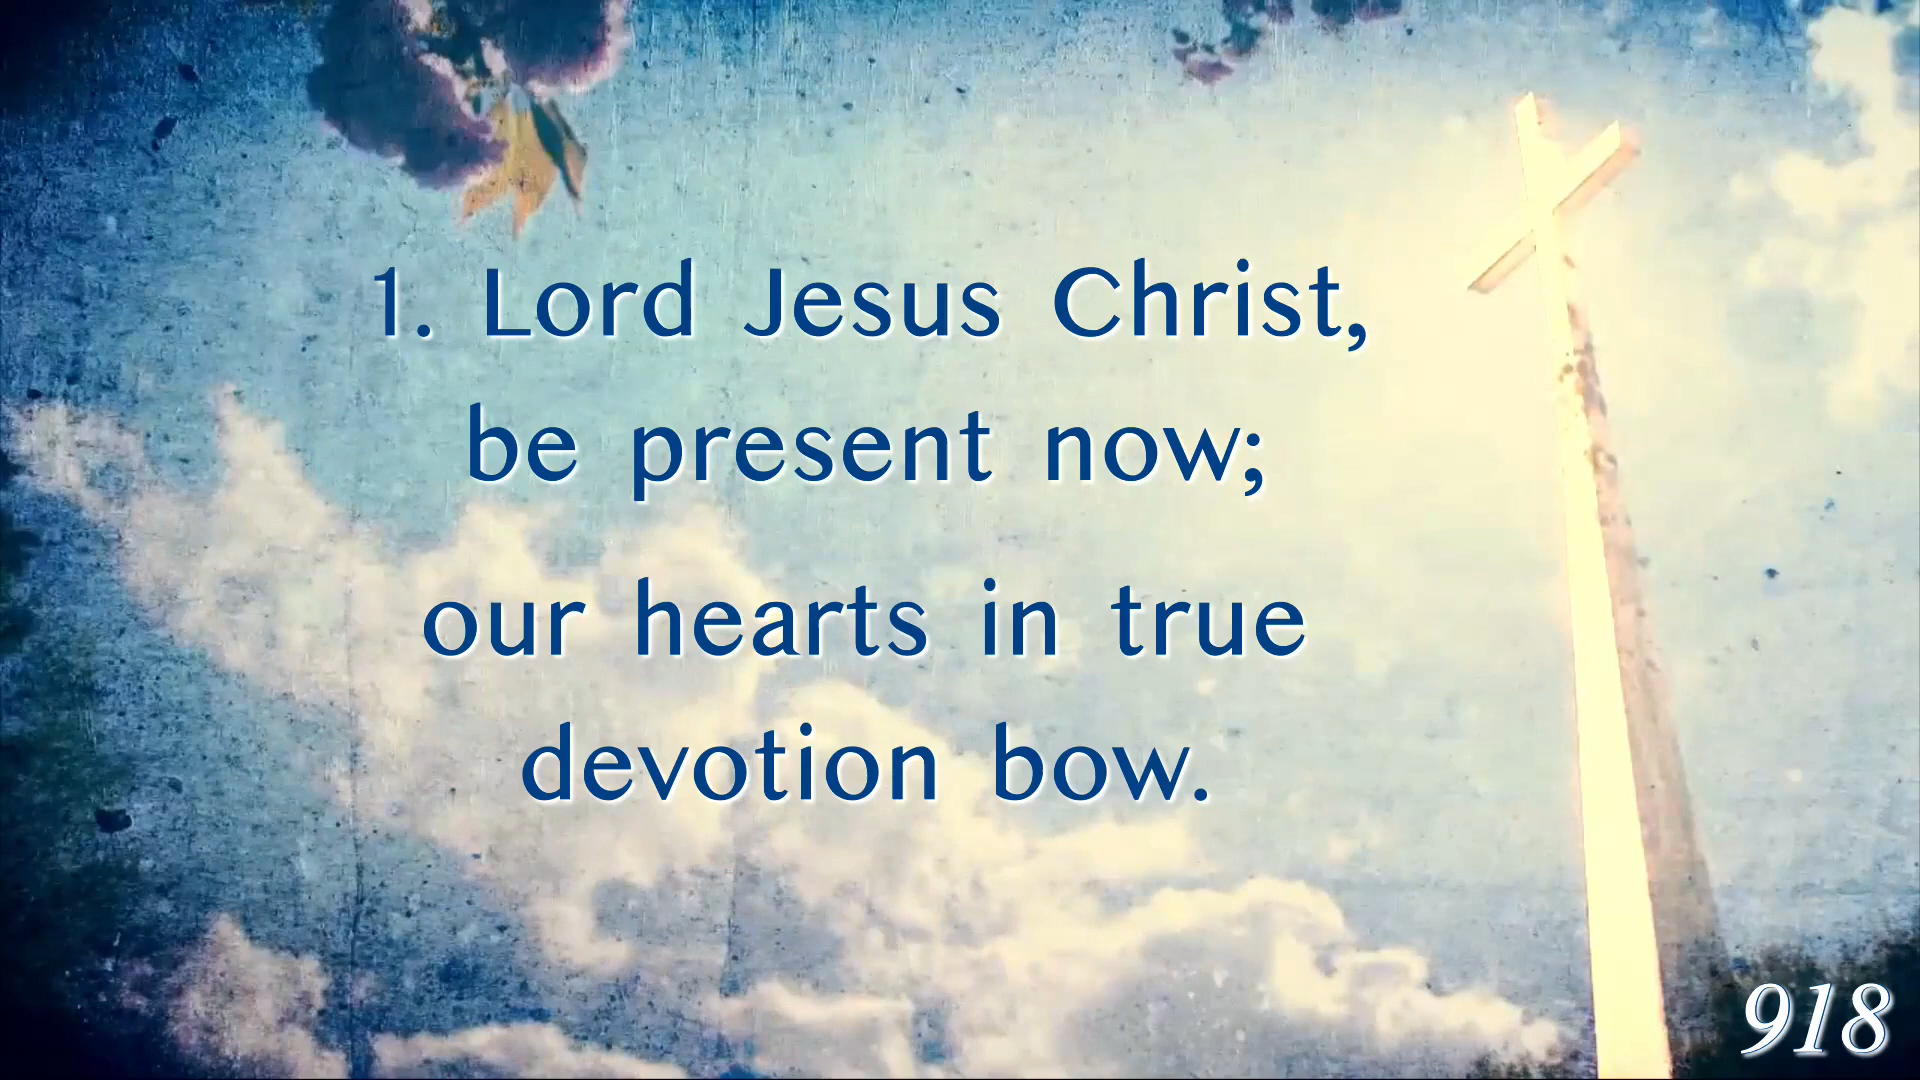 1. Lord Jesus Christ,
be present now;
our hearts in true
devotion bow.
918